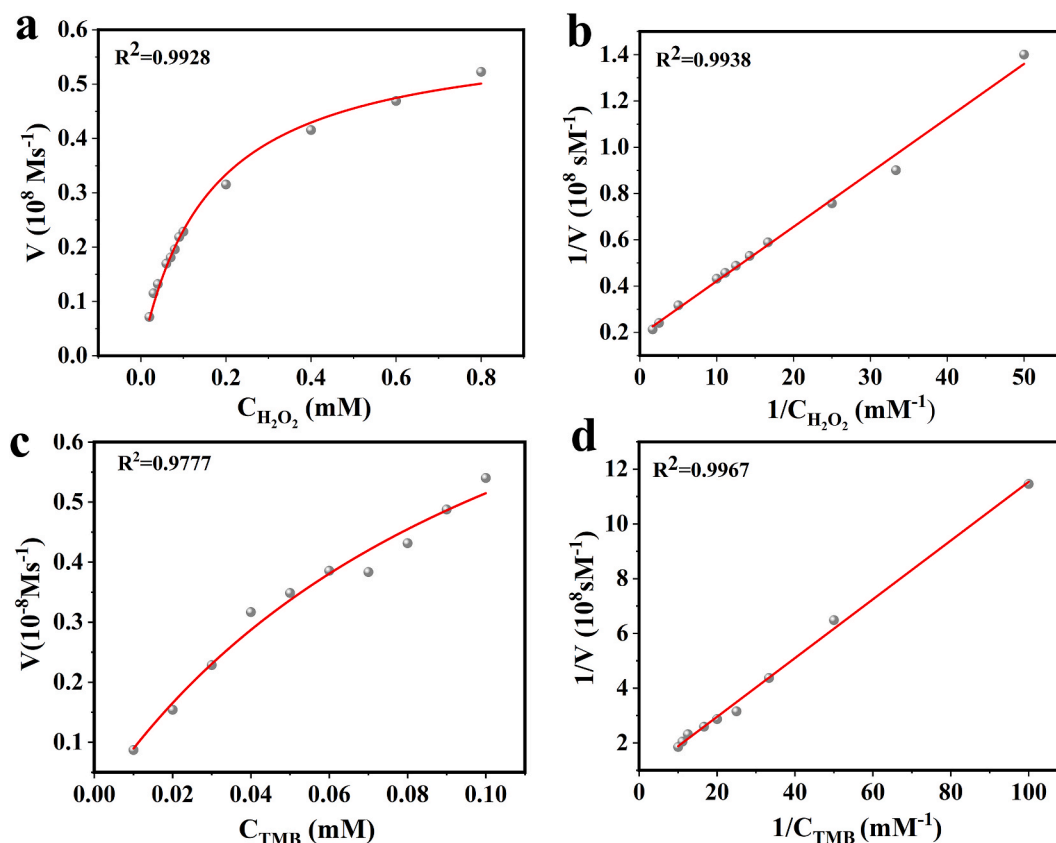 a
R²=0.9928
V (10⁸ Ms⁻¹)
0.6
0.5
0.4
0.3
0.2
0.1
0.0
0.0 0.2 0.4 0.6 0.8
C_H₂O₂ (mM)
b
R²=0.9938
1/V (10⁸ sM⁻¹)
1.4
1.2
1.0
0.8
0.6
0.4
0.2
0 10 20 30 40 50
1/C_H₂O₂ (mM⁻¹)
c
R²=0.9777
V(10⁻⁸Ms⁻¹)
0.6
0.5
0.4
0.3
0.2
0.1
0.00 0.02 0.04 0.06 0.08 0.10
C_TMB (mM)
d
R²=0.9967
1/V (10⁸sM⁻¹)
12
10
8
6
4
2
0 20 40 60 80 100
1/C_TMB (mM⁻¹)